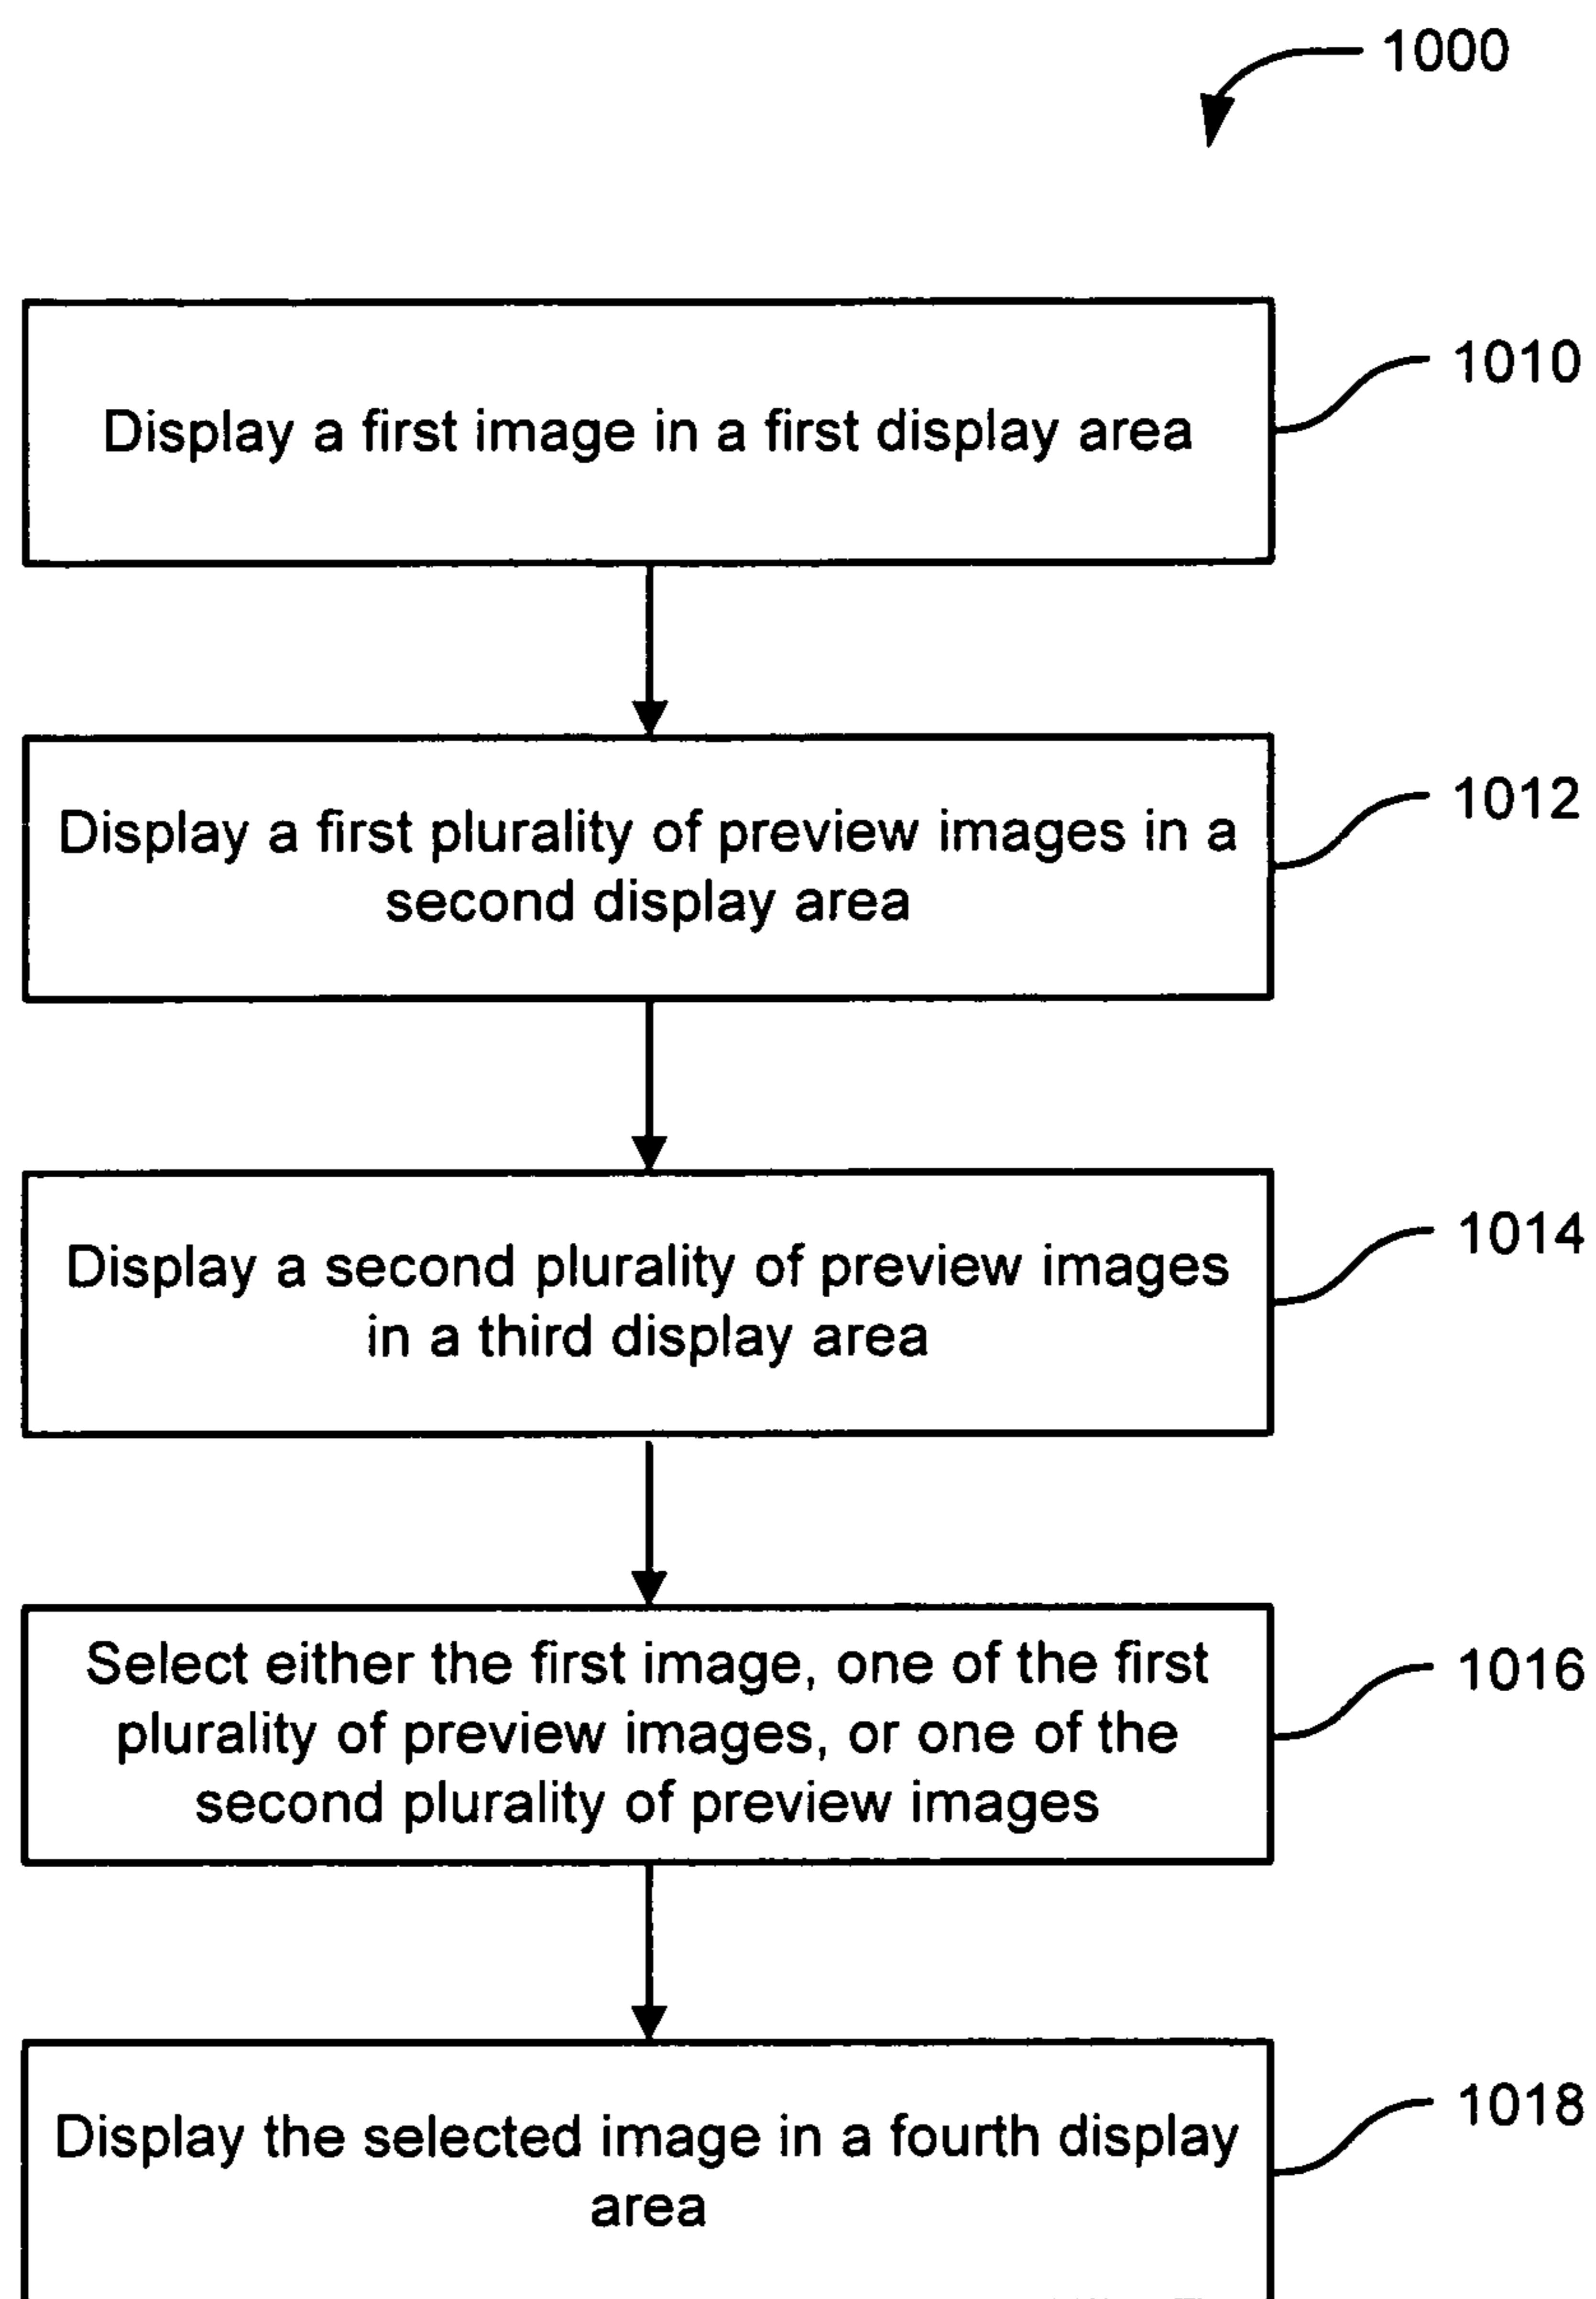 1000
Display a first image in a first display area
1010
Display a first plurality of preview images in a
second display area
1012
Display a second plurality of preview images
in a third display area
1014
Select either the first image, one of the first
plurality of preview images, or one of the
second plurality of preview images
1016
Display the selected image in a fourth display
area
1018